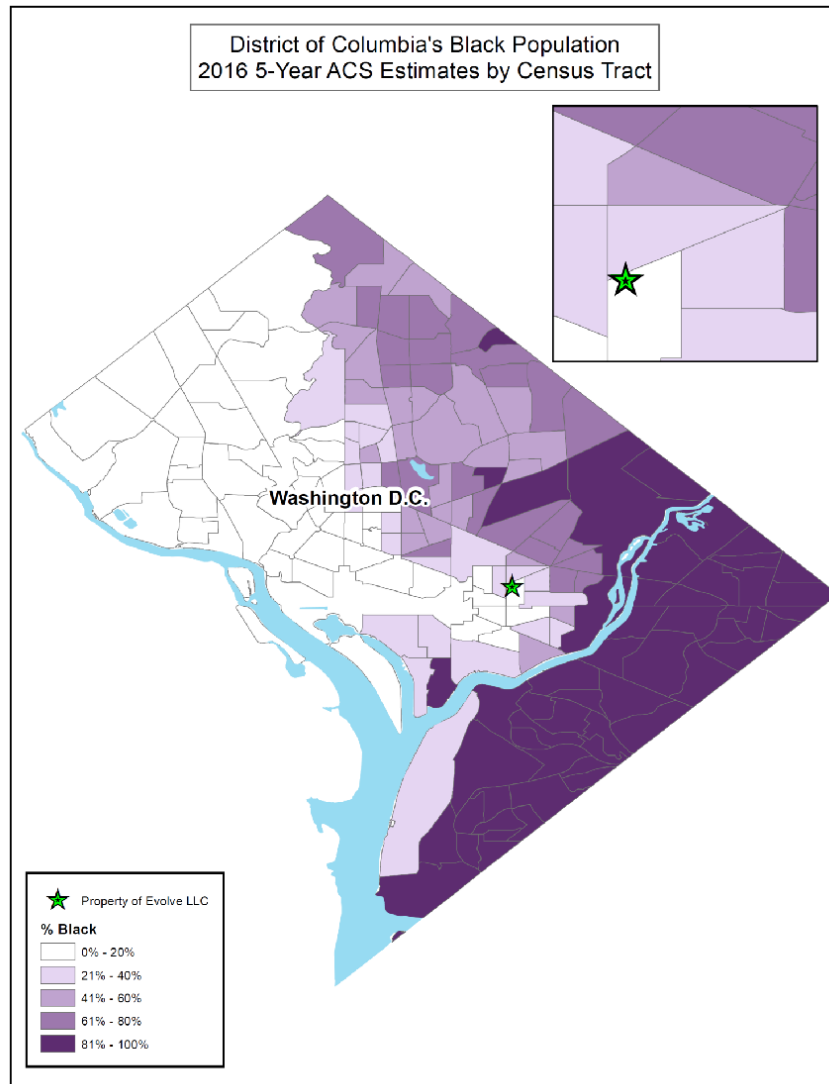 District of Columbia's Black Population
2016 5-Year ACS Estimates by Census Tract
Washington D.C.
Property of Evolve LLC
% Black
0% - 20%
21% - 40%
41% - 60%
61% - 80%
81% - 100%